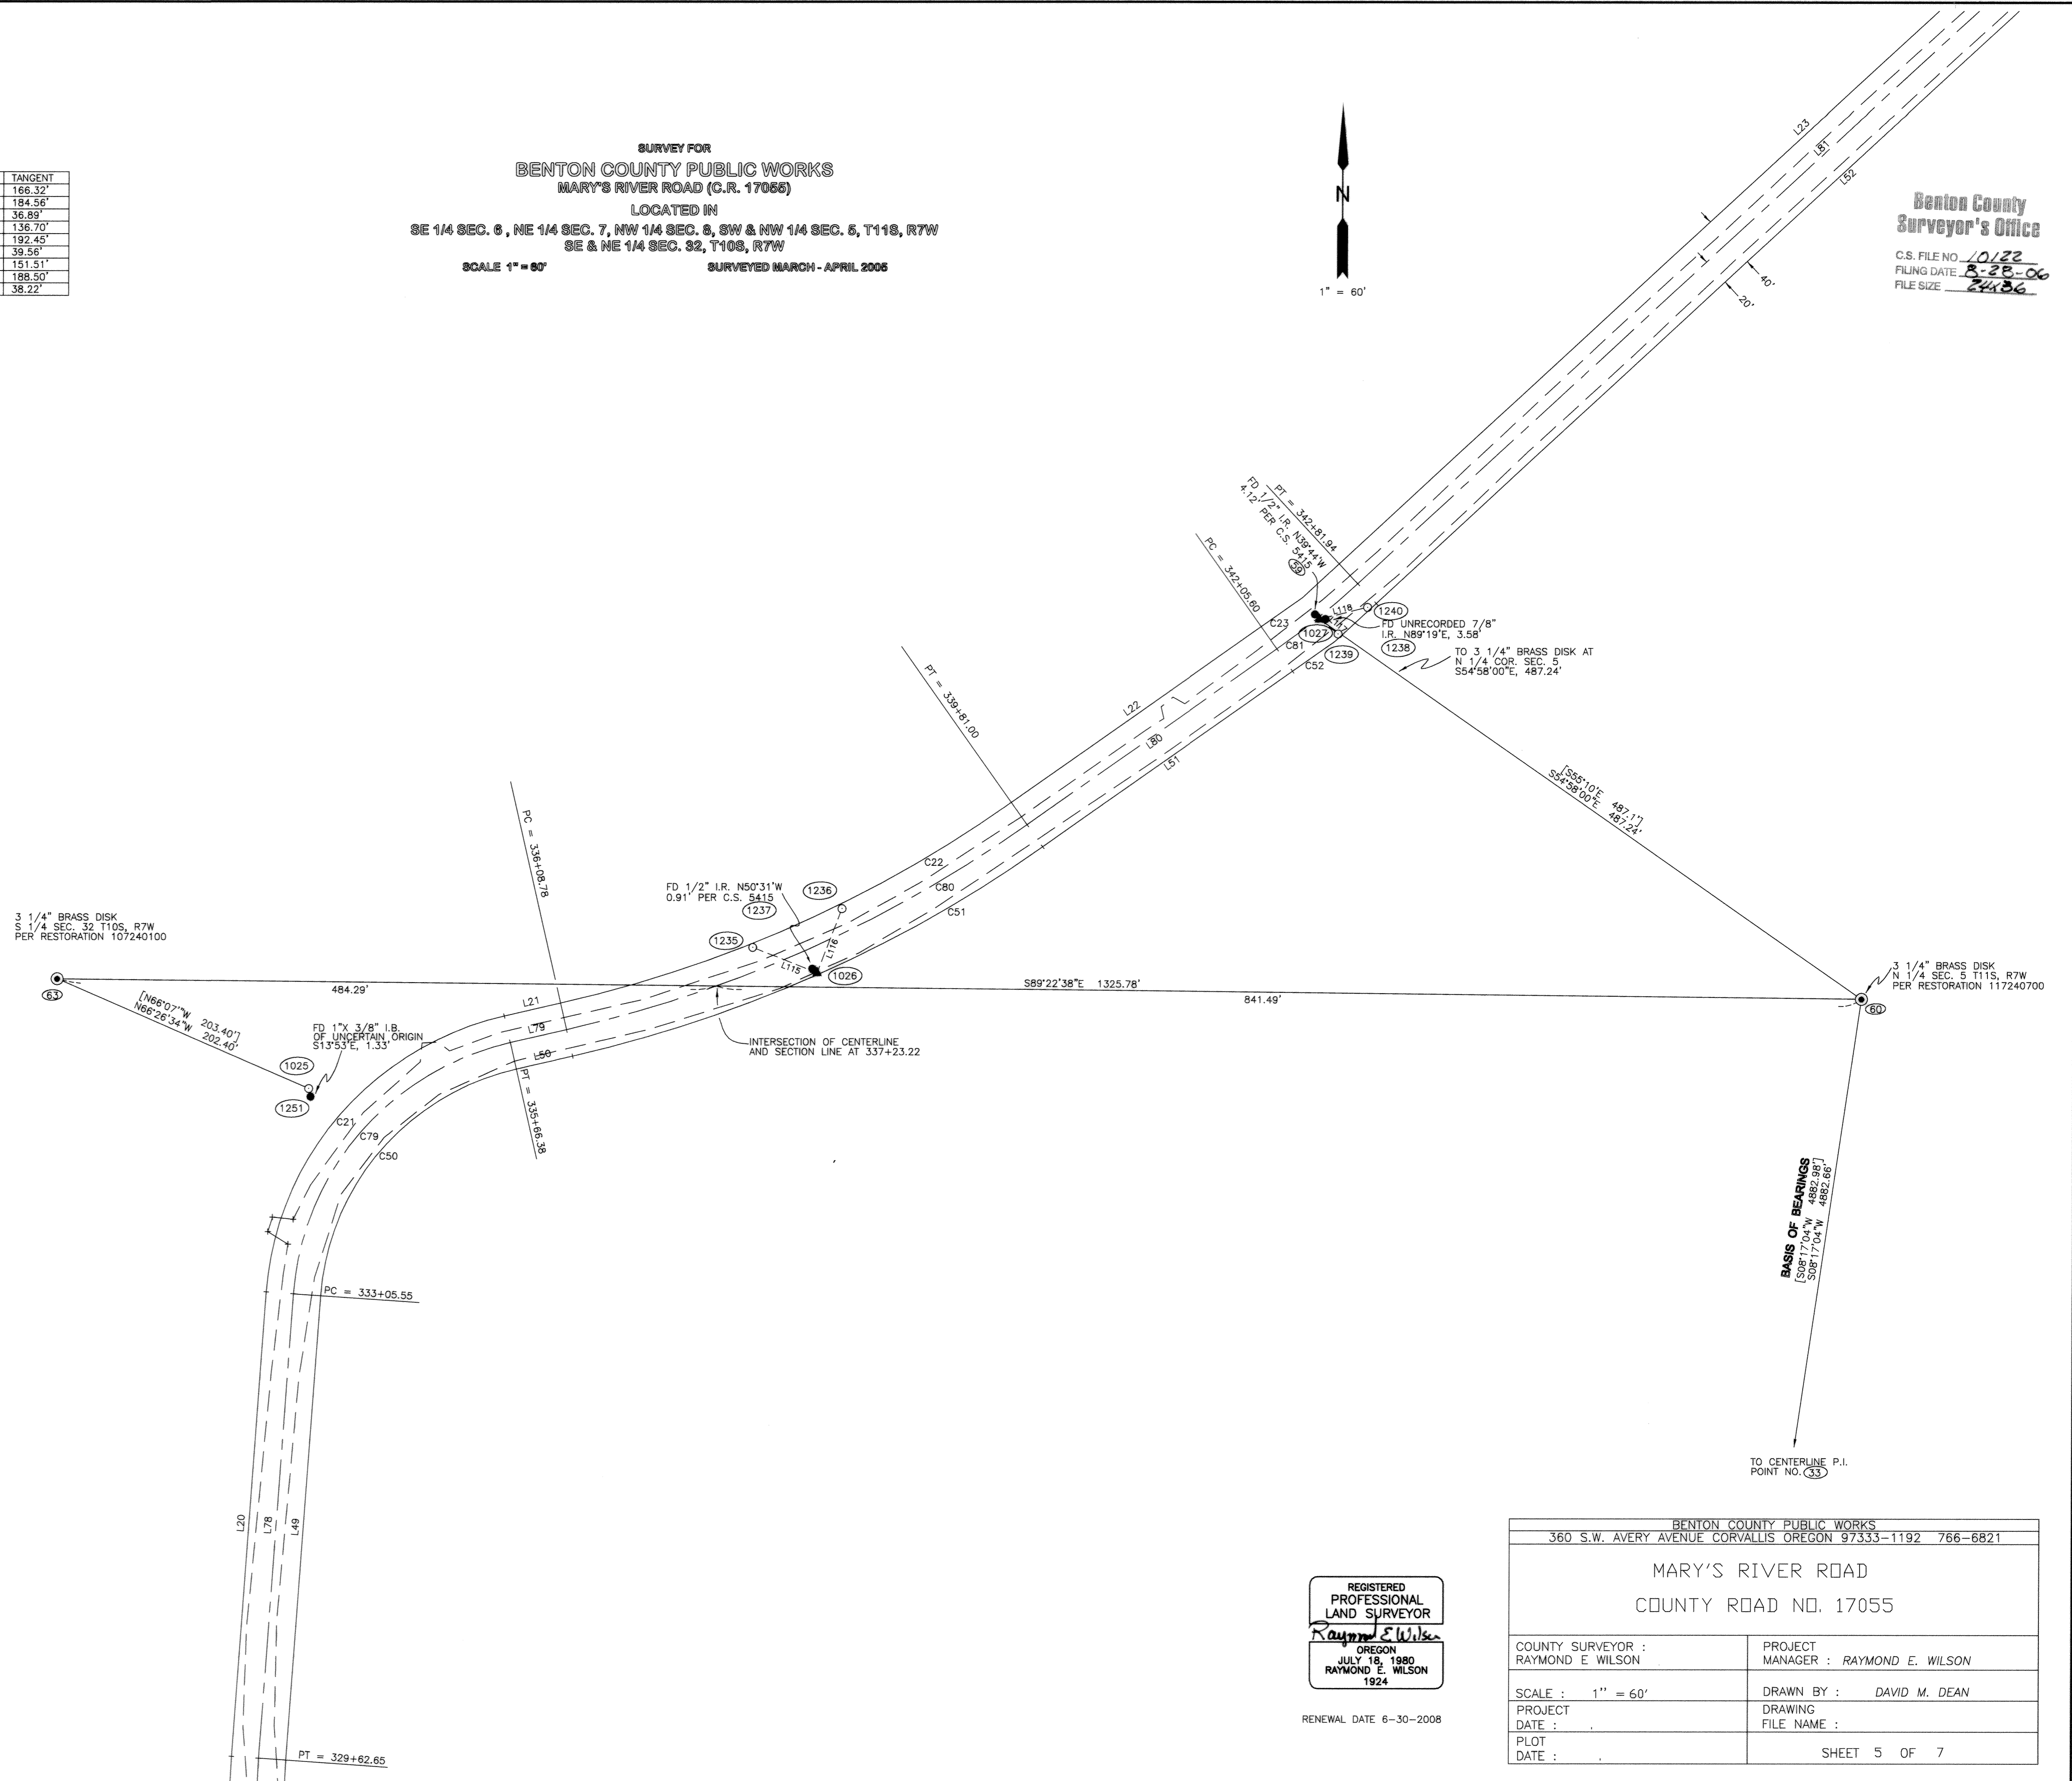 TANGENT
166.32'
184.56'
36.89'
136.70'
192.45'
39.56'
151.51'
188.50'
38.22'
SURVEY FOR
BENTON COUNTY PUBLIC WORKS
MARY'S RIVER ROAD (C.R. 17055)
LOCATED IN
SE 1/4 SEC. 6 , NE 1/4 SEC. 7, NW 1/4 SEC. 8, SW & NW 1/4 SEC. 5, T11S, R7W
SE & NE 1/4 SEC. 32, T10S, R7W
SCALE 1" = 60' SURVEYED MARCH - APRIL 2005
N
1" = 60'
Benton County
Surveyor's Office
C.S. FILE NO 10122
FILING DATE 8-28-06
FILE SIZE 24x36
L23
L81
L52
40'
20'
PT = 342+81.94
FD 1/2" I.R. N39°44'W
4.12' PER C.S. 5415
59
PC = 342+05.60
C23
L118
1240
L117
1027
FD UNRECORDED 7/8"
I.R. N89°19'E, 3.58'
1238
1239
C81
C52
TO 3 1/4" BRASS DISK AT
N 1/4 COR. SEC. 5
S54°58'00"E, 487.24'
PT = 339+81.00
L22
L80
L51
[S55°10'E 487.1']
S54°58'00"E 487.24'
PC = 336+08.78
C22
C80
C51
FD 1/2" I.R. N50°31'W
0.91' PER C.S. 5415
1236
1237
1235
L115
L116
1026
3 1/4" BRASS DISK
S 1/4 SEC. 32 T10S, R7W
PER RESTORATION 107240100
63
484.29'
S89°22'38"E 1325.78'
841.49'
3 1/4" BRASS DISK
N 1/4 SEC. 5 T11S, R7W
PER RESTORATION 117240700
60
[N66°07'"W 203.40']
N66°26'34"W 202.40'
FD 1"X 3/8" I.B.
OF UNCERTAIN ORIGIN
S13°53'E, 1.33'
1025
1251
L21
L79
L50
INTERSECTION OF CENTERLINE
AND SECTION LINE AT 337+23.22
PT = 335+66.38
C21
C79
C50
PC = 333+05.55
BASIS OF BEARINGS
[S08°17'04"W 4882.98']
S08°17'04"W 4882.66'
TO CENTERLINE P.I.
POINT NO. 33
L20
L78
L49
PT = 329+62.65
REGISTERED
PROFESSIONAL
LAND SURVEYOR
Raymond E Wilson
OREGON
JULY 18, 1980
RAYMOND E. WILSON
1924
RENEWAL DATE 6-30-2008
BENTON COUNTY PUBLIC WORKS
360 S.W. AVERY AVENUE CORVALLIS OREGON 97333-1192 766-6821
MARY'S RIVER ROAD
COUNTY ROAD NO. 17055
COUNTY SURVEYOR :
RAYMOND E WILSON
PROJECT
MANAGER : RAYMOND E. WILSON
SCALE : 1'' = 60'
DRAWN BY : DAVID M. DEAN
PROJECT
DATE :
DRAWING
FILE NAME :
PLOT
DATE :
SHEET 5 OF 7